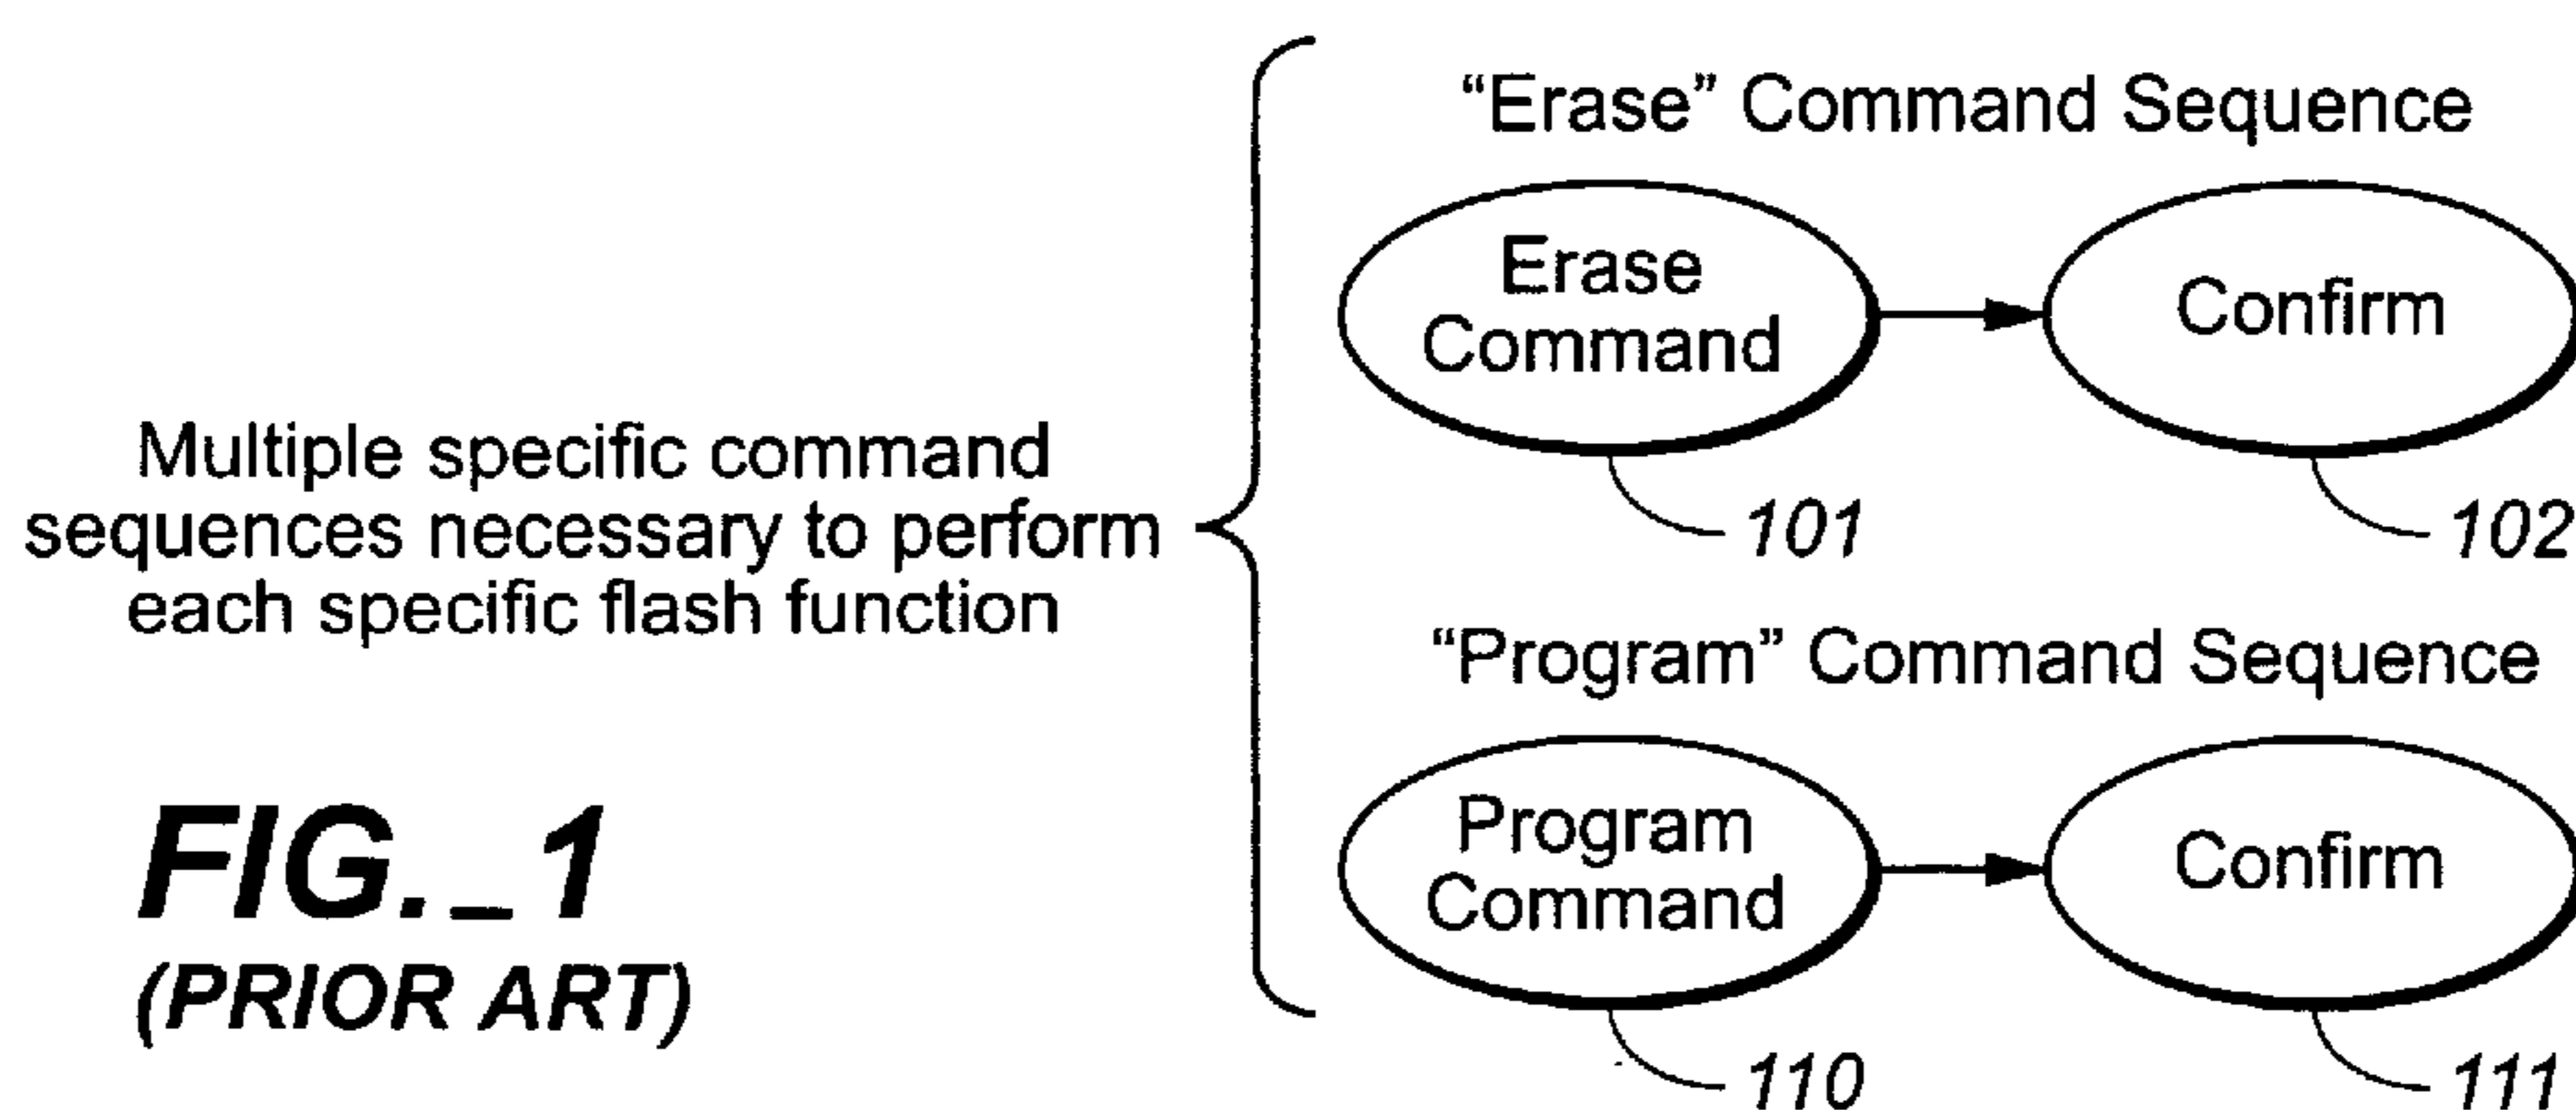 Multiple specific command
sequences necessary to perform
each specific flash function
"Erase" Command Sequence
Erase
Command
Confirm
101
102
"Program" Command Sequence
Program
Command
Confirm
110
111
FIG._1
(PRIOR ART)